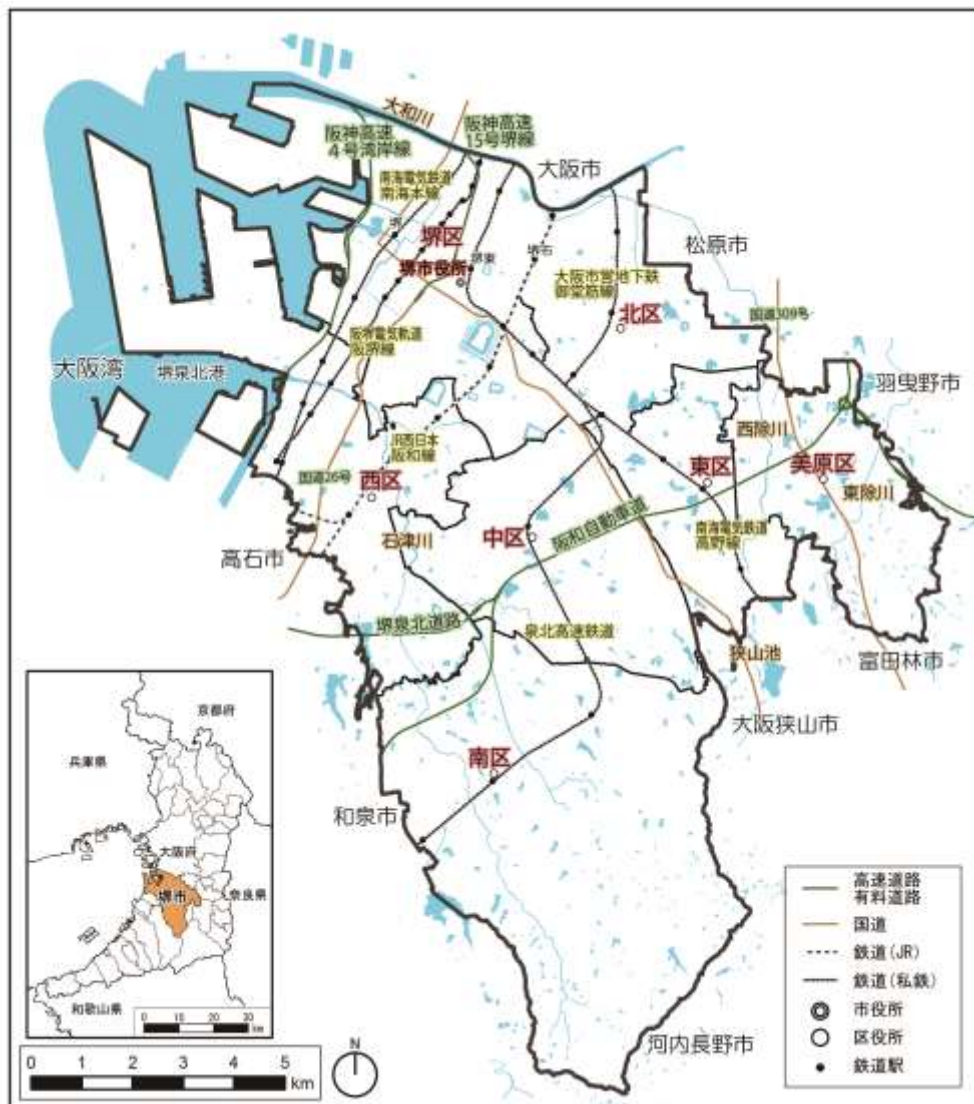 大和川
阪神高速
4号湾岸線
阪神高速
15号堺線
大阪市
南海電気鉄道
南海本線
堺
堺区
堺市役所
堺東
堺市
大阪市営地下鉄
御堂筋線
北区
松原市
国道309号
羽曳野市
大阪湾
堺泉北港
阪堺電気軌道
阪堺線
JR西日本
阪和線
国道26号
西区
石津川
高石市
中区
阪和自動車道
東区
南海電気鉄道
高野線
西除川
美原区
東除川
堺泉北道路
泉北高速鉄道
狭山池
富田林市
大阪狭山市
南区
和泉市
河内長野市
京都府
兵庫県
大阪府
堺市
奈良県
和歌山県
0 10 20 30
km
0 1 2 3 4 5
km
N
高速道路
有料道路
国道
鉄道(JR)
鉄道(私鉄)
市役所
区役所
鉄道駅